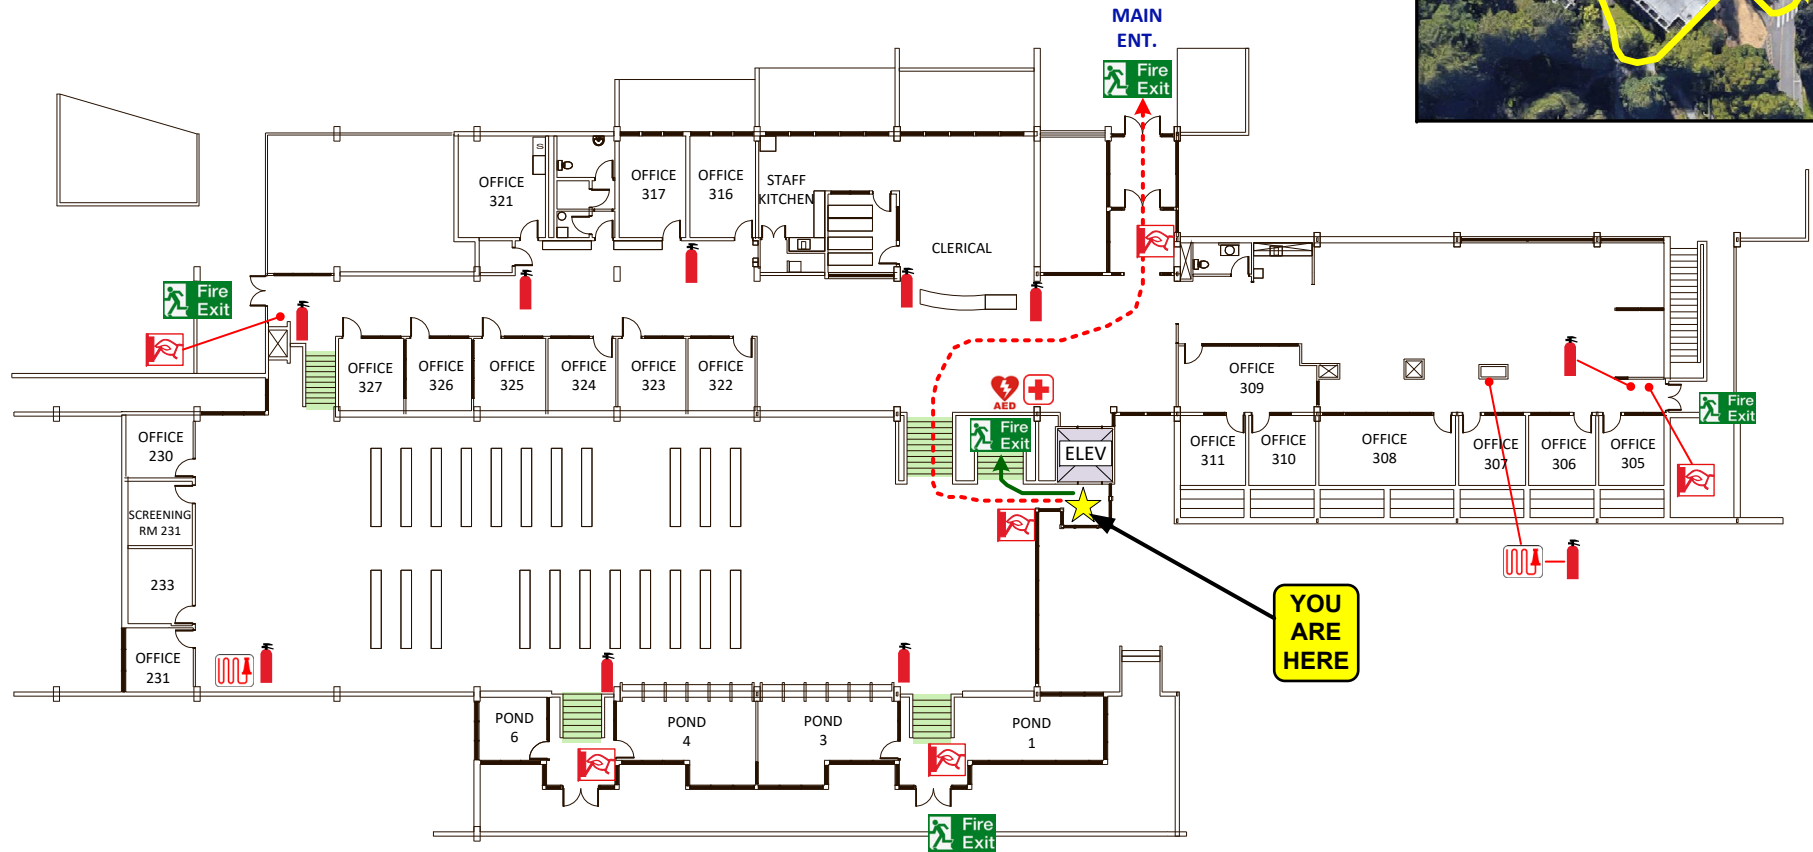 MAIN
ENT.
Fire
Exit
OFFICE
321
S
OFFICE
317
OFFICE
316
STAFF
KITCHEN
CLERICAL
Fire
Exit
OFFICE
327
OFFICE
326
OFFICE
325
OFFICE
324
OFFICE
323
OFFICE
322
OFFICE
309
AED
Fire
Exit
Fire
Exit
ELEV
OFFICE
311
OFFICE
310
OFFICE
308
OFFICE
307
OFFICE
306
OFFICE
305
OFFICE
230
SCREENING
RM 231
233
OFFICE
231
YOU
ARE
HERE
POND
6
POND
4
POND
3
POND
1
Fire
Exit